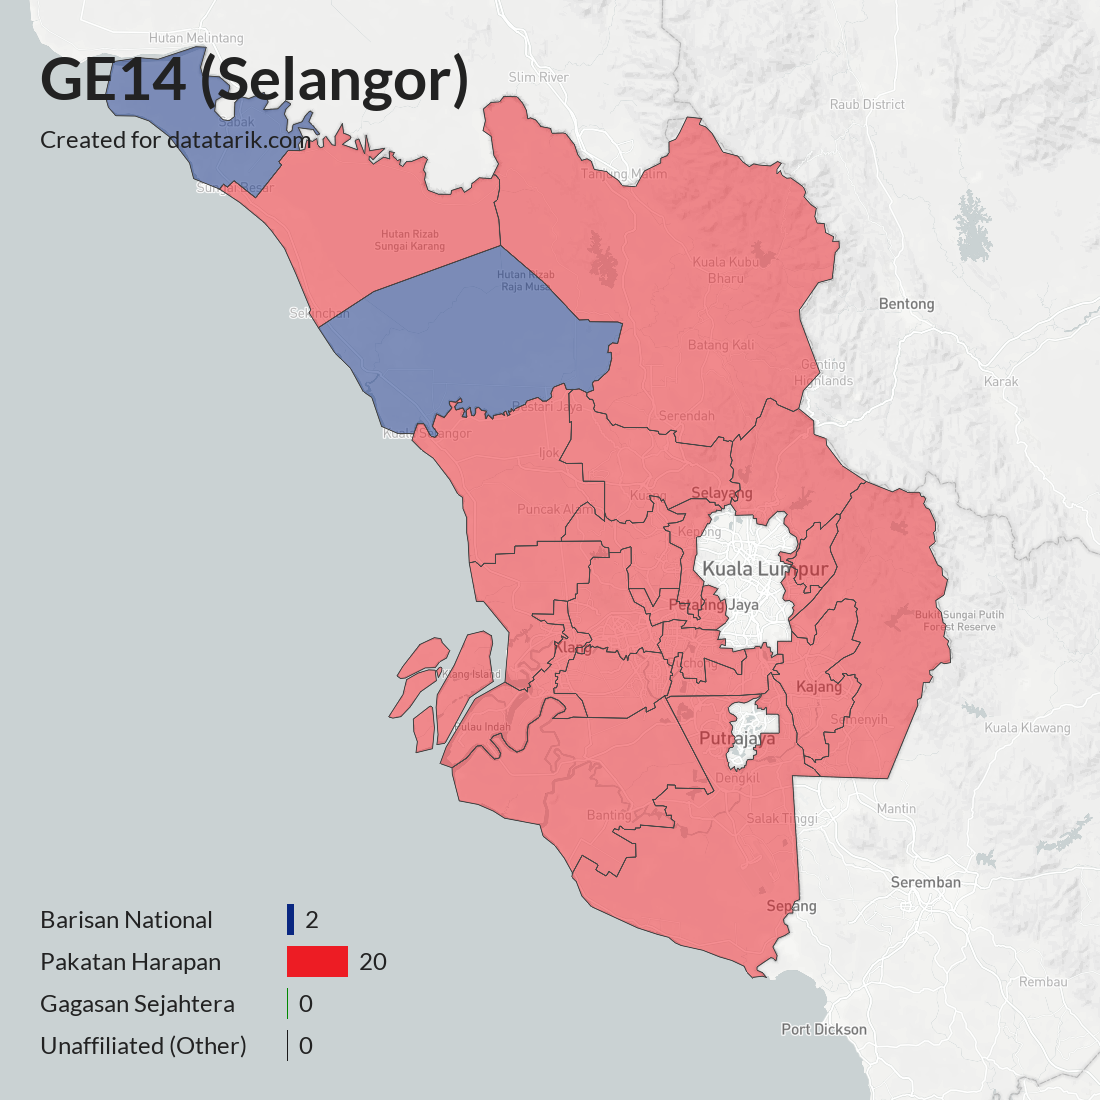 Hutan Melintang
GE14 (Selangor)
Slim River
Raub District
Sabak
Created for datatarik.com
Tanjung Malim
Sungai Besar
Hutan Rizab
Sungai Karang
Kuala Kubu
Bharu
Hutan Rizab
Raja Musa
Bentong
Sekinchan
Batang Kali
Genting
Highlands
Karak
Bestari Jaya
Serendah
Kuala Selangor
Ijok
Kuang
Selayang
Puncak Alam
Kepong
Kuala Lumpur
Petaling Jaya
Bukit Sungai Putih
Forest Reserve
Klang
Puchong
Klang Island
Kajang
Semenyih
Pulau Indah
Kuala Klawang
Putrajaya
Dengkil
Mantin
Banting
Salak Tinggi
Seremban
Sepang
Barisan National 2
Pakatan Harapan 20
Rembau
Gagasan Sejahtera 0
Port Dickson
Unaffiliated (Other) 0